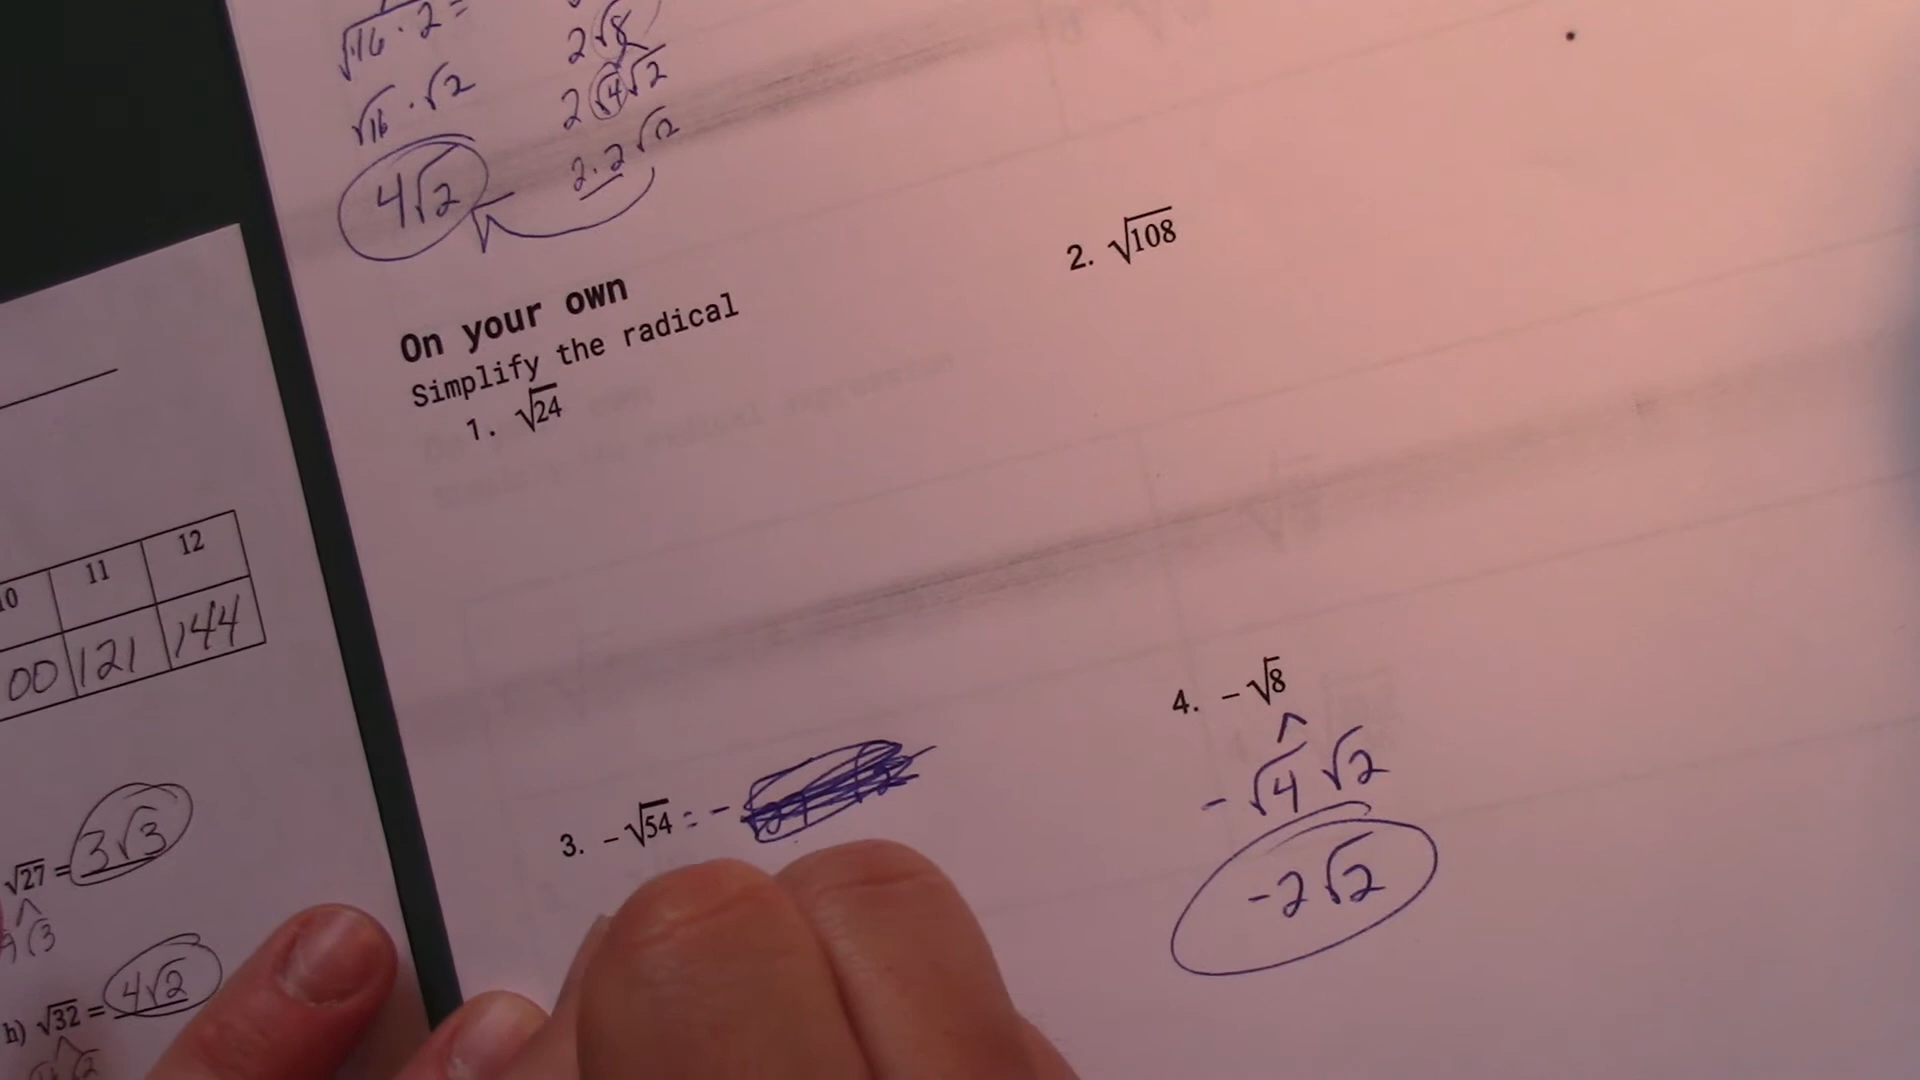 √16 · 2 =
√16 · √2
4√2
2√8
2√4√2
2·2√2
On your own
Simplify the radical
1. √24
2. √108
3. -√54 = -
4. -√8
-√4 √2
-2√2
11
12
121
144
√27 = 3√3
h) √32 = 4√2